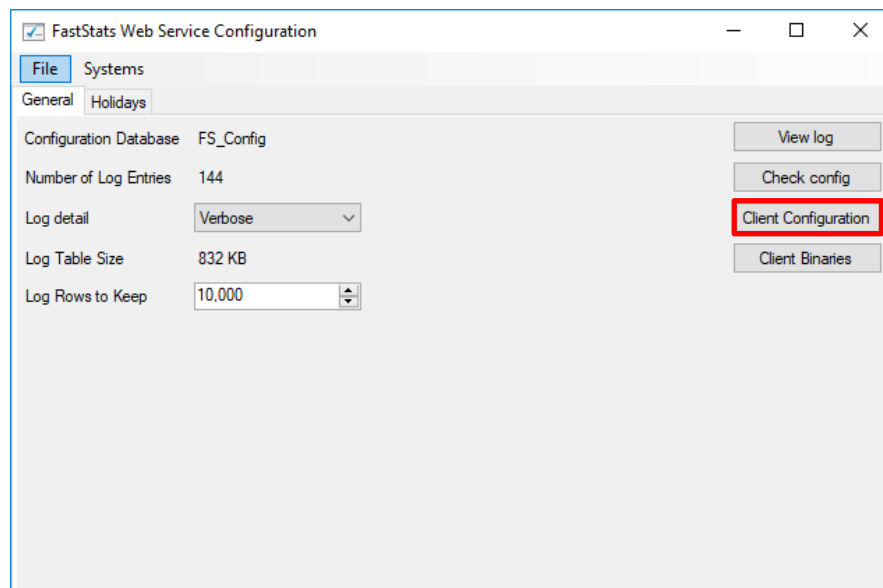 FastStats Web Service Configuration
File Systems
General Holidays
Configuration Database FS_Config View log
Number of Log Entries 144 Check config
Log detail Verbose Client Configuration
Log Table Size 832 KB Client Binaries
Log Rows to Keep 10,000